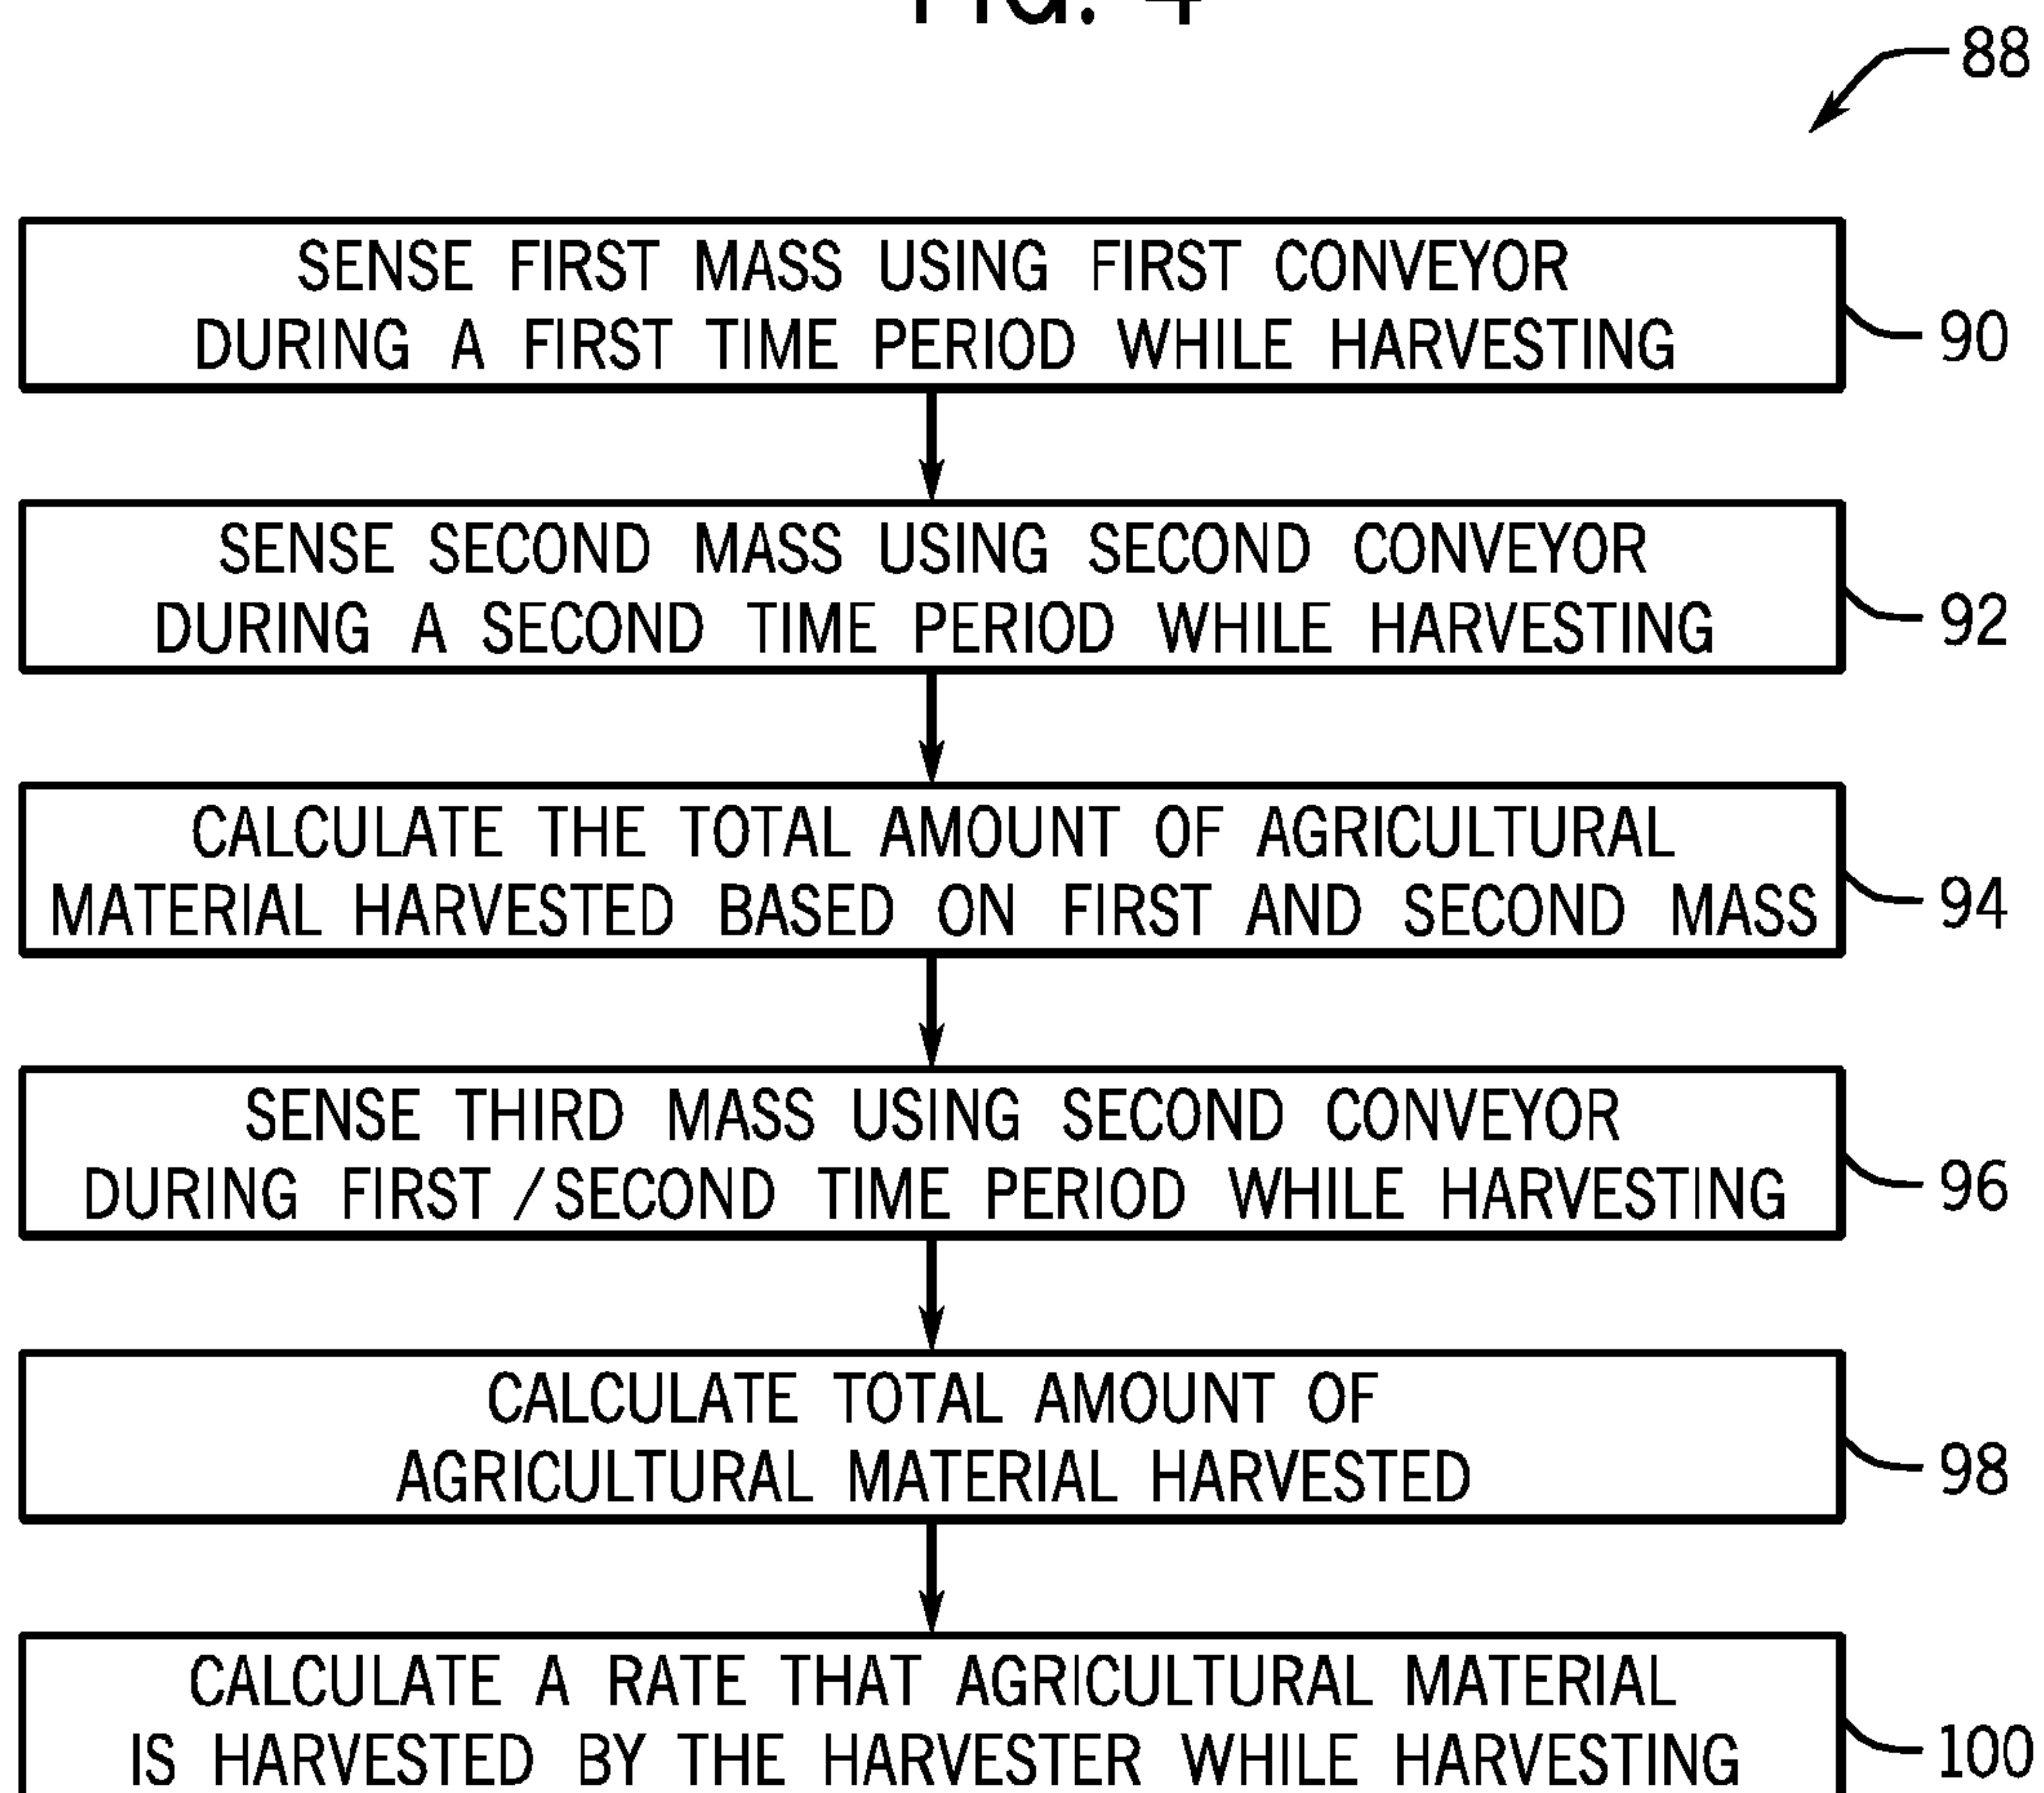 FIG. 4
88
SENSE FIRST MASS USING FIRST CONVEYOR
DURING A FIRST TIME PERIOD WHILE HARVESTING
90
SENSE SECOND MASS USING SECOND CONVEYOR
DURING A SECOND TIME PERIOD WHILE HARVESTING
92
CALCULATE THE TOTAL AMOUNT OF AGRICULTURAL
MATERIAL HARVESTED BASED ON FIRST AND SECOND MASS
94
SENSE THIRD MASS USING SECOND CONVEYOR
DURING FIRST/SECOND TIME PERIOD WHILE HARVESTING
96
CALCULATE TOTAL AMOUNT OF
AGRICULTURAL MATERIAL HARVESTED
98
CALCULATE A RATE THAT AGRICULTURAL MATERIAL
IS HARVESTED BY THE HARVESTER WHILE HARVESTING
100